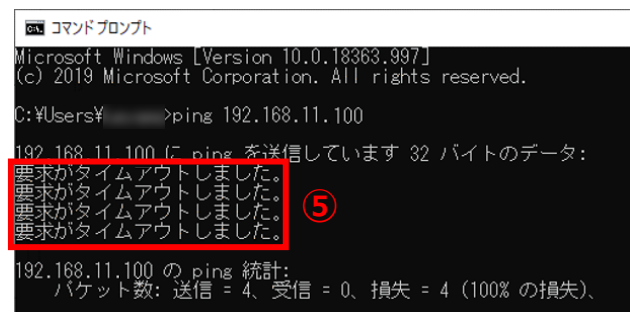 コマンドプロンプト
Microsoft Windows [Version 10.0.18363.997]
(c) 2019 Microsoft Corporation. All rights reserved.
C:¥Users¥ >ping 192.168.11.100
192.168.11.100 に ping を送信しています 32 バイトのデータ:
要求がタイムアウトしました。
要求がタイムアウトしました。
要求がタイムアウトしました。
要求がタイムアウトしました。
⑤
192.168.11.100 の ping 統計:
パケット数: 送信 = 4、受信 = 0、損失 = 4 (100% の損失)、